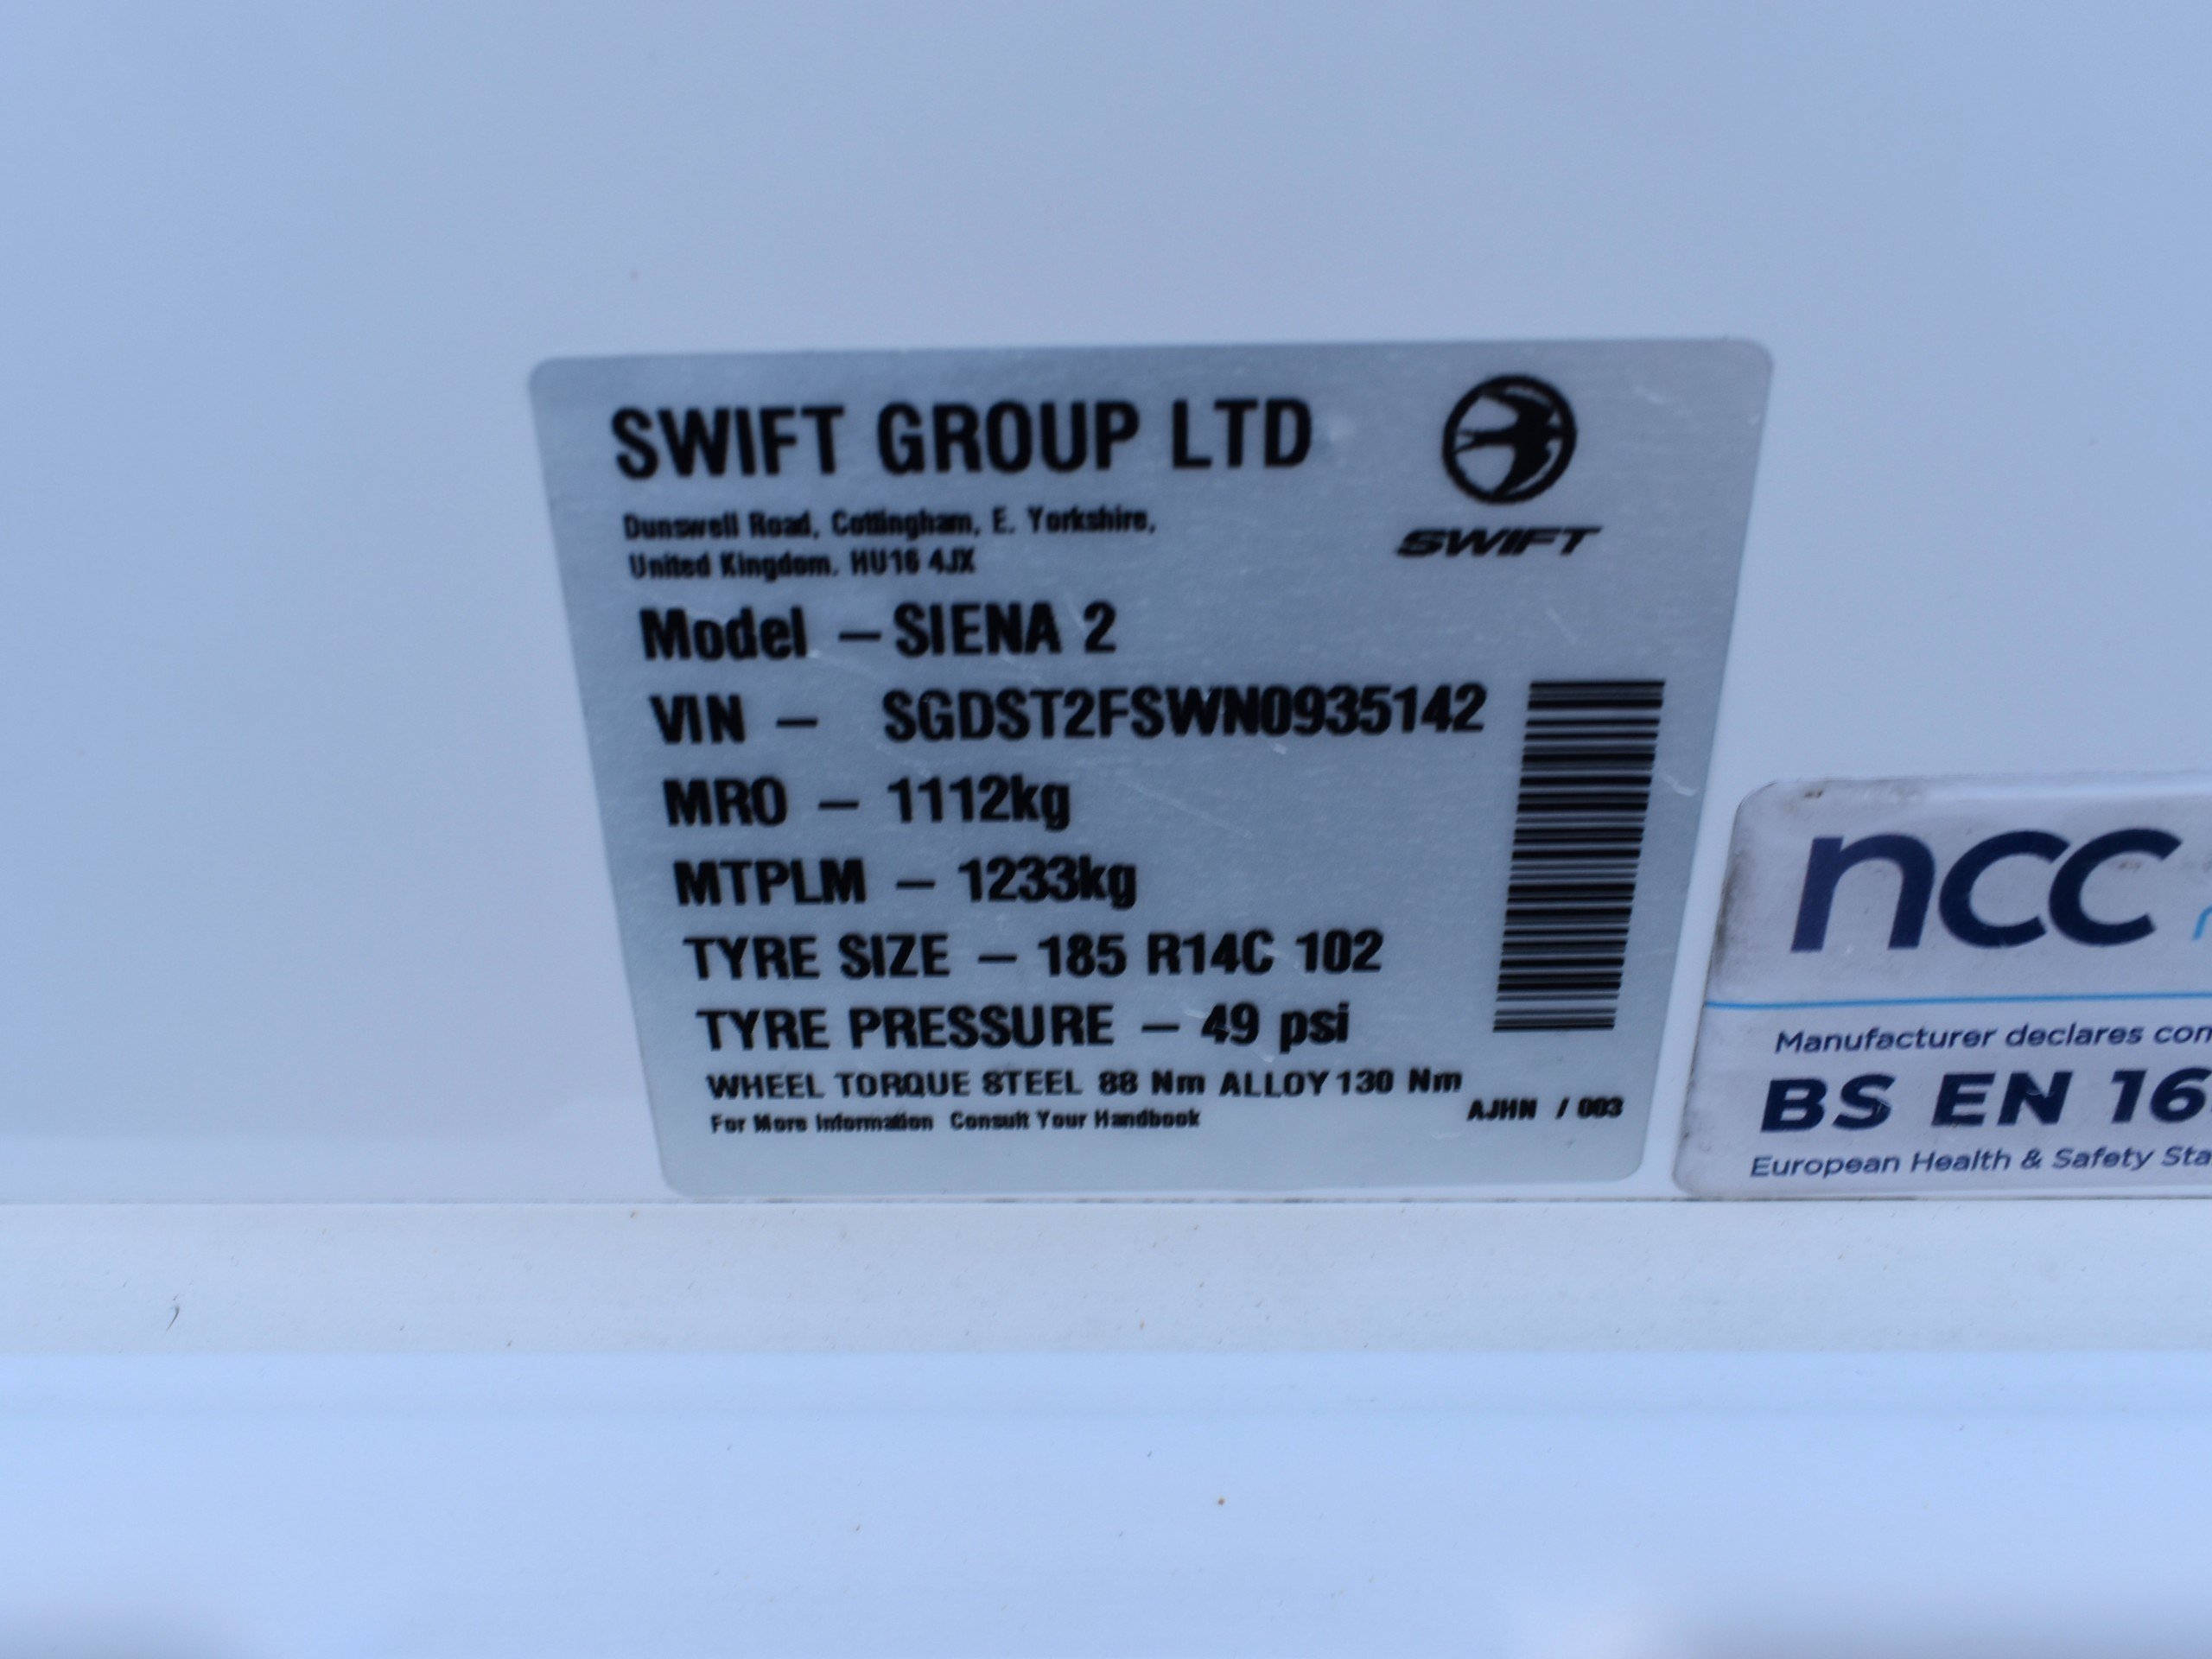 SWIFT GROUP LTD
SWIFT
Dunswell Road, Cottingham, E. Yorkshire,
United Kingdom. HU16 4JX
Model – SIENA 2
VIN – SGDST2FSWN0935142
MRO – 1112kg
MTPLM – 1233kg
TYRE SIZE – 185 R14C 102
TYRE PRESSURE – 49 psi
WHEEL TORQUE STEEL 88 Nm ALLOY 130 Nm
For More Information Consult Your Handbook
AJHN / 003
ncc
Manufacturer declares con
BS EN 16
European Health & Safety Sta